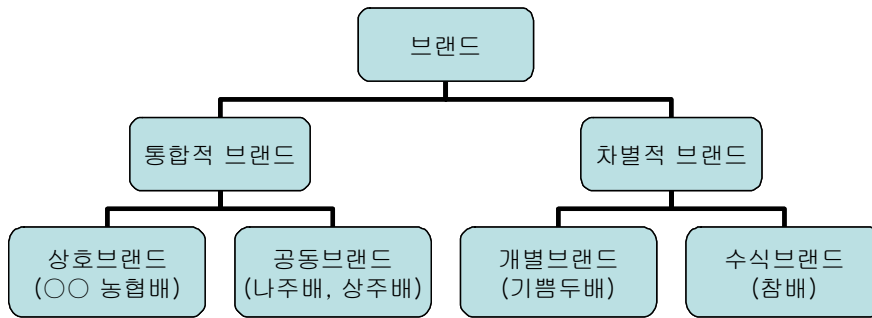 브랜드
통합적 브랜드
차별적 브랜드
상호브랜드
(○○ 농협배)
공동브랜드
(나주배, 상주배)
개별브랜드
(기쁨두배)
수식브랜드
(참배)